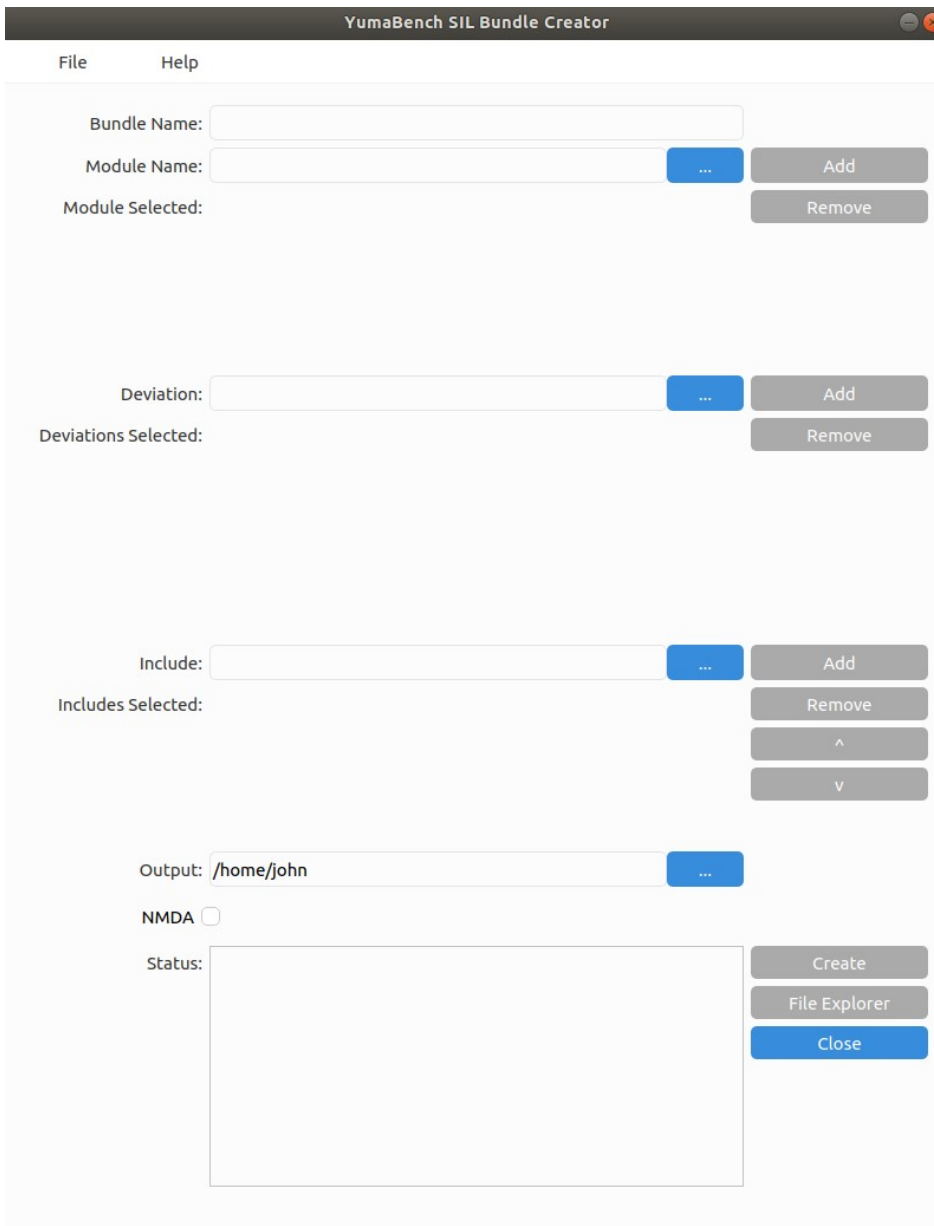 YumaBench SIL Bundle Creator
File Help
Bundle Name:
Module Name: ... Add
Module Selected: Remove
Deviation: ... Add
Deviations Selected: Remove
Include: ... Add
Includes Selected: Remove
^
v
Output: /home/john ...
NMDA
Status: Create
File Explorer
Close